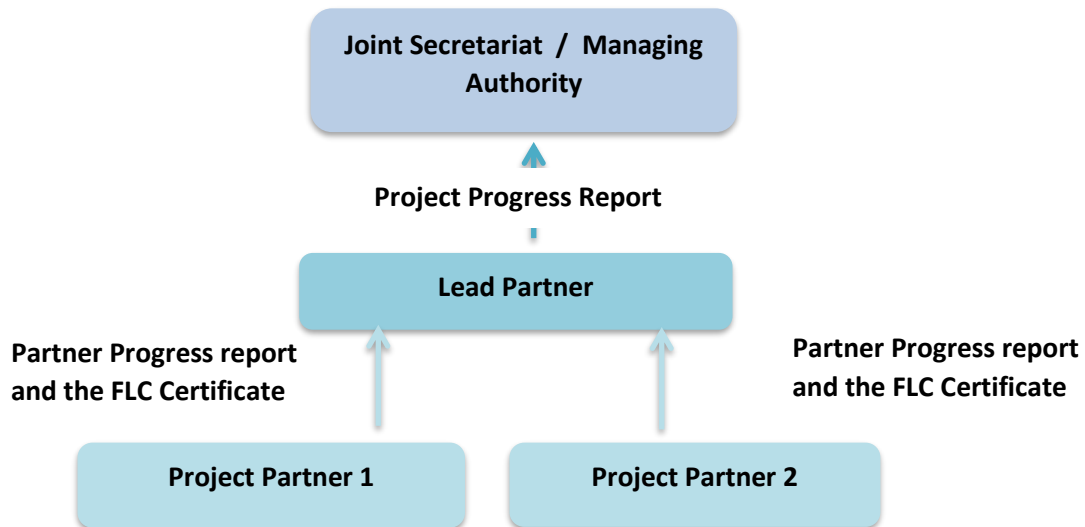 Joint Secretariat / Managing
Authority
Project Progress Report
Lead Partner
Partner Progress report
and the FLC Certificate
Partner Progress report
and the FLC Certificate
Project Partner 1
Project Partner 2